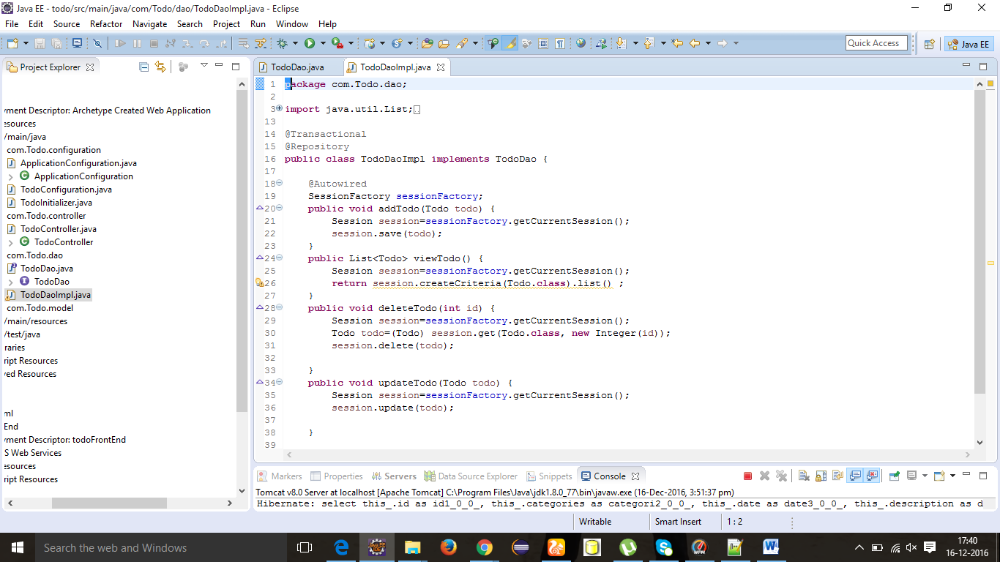 Java EE - todo/src/main/java/com/Todo/dao/TodoDaoImpl.java - Eclipse
File Edit Source Refactor Navigate Search Project Run Window Help
Quick Access
Java EE
Project Explorer
TodoDao.java
TodoDaoImpl.java
yment Descriptor: Archetype Created Web Application
esources
/main/java
com.Todo.configuration
ApplicationConfiguration.java
ApplicationConfiguration
TodoConfiguration.java
TodoInitializer.java
com.Todo.controller
TodoController.java
TodoController
com.Todo.dao
TodoDao.java
TodoDao
TodoDaoImpl.java
com.Todo.model
/main/resources
/test/java
raries
ript Resources
ved Resources
ml
End
yment Descriptor: todoFrontEnd
S Web Services
esources
ript Resources
1 package com.Todo.dao;
2
3 import java.util.List;
13
14 @Transactional
15 @Repository
16 public class TodoDaoImpl implements TodoDao {
17
18 @Autowired
19 SessionFactory sessionFactory;
20 public void addTodo(Todo todo) {
21 Session session=sessionFactory.getCurrentSession();
22 session.save(todo);
23 }
24 public List<Todo> viewTodo() {
25 Session session=sessionFactory.getCurrentSession();
26 return session.createCriteria(Todo.class).list() ;
27 }
28 public void deleteTodo(int id) {
29 Session session=sessionFactory.getCurrentSession();
30 Todo todo=(Todo) session.get(Todo.class, new Integer(id));
31 session.delete(todo);
32
33 }
34 public void updateTodo(Todo todo) {
35 Session session=sessionFactory.getCurrentSession();
36 session.update(todo);
37
38 }
39
Markers Properties Servers Data Source Explorer Snippets Console
Tomcat v8.0 Server at localhost [Apache Tomcat] C:\Program Files\Java\jdk1.8.0_77\bin\javaw.exe (16-Dec-2016, 3:51:37 pm)
Hibernate: select this_.id as id1_0_0_, this_.categories as categori2_0_0_, this_.date as date3_0_0_, this_.description as d
Writable Smart Insert 1 : 2
Search the web and Windows
17:40
16-12-2016